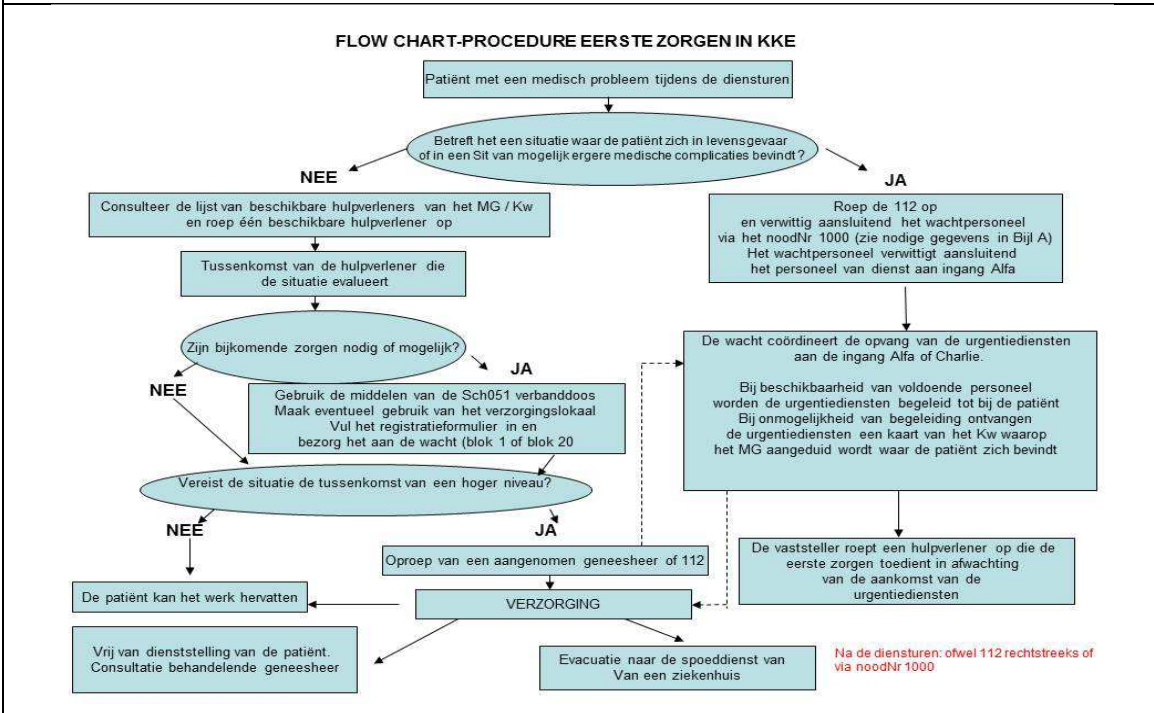 FLOW CHART-PROCEDURE EERSTE ZORGEN IN KKE
Patiënt met een medisch probleem tijdens de diensturen
Betreft het een situatie waar de patiënt zich in levensgevaar
of in een Sit van mogelijk ergere medische complicaties bevindt ?
NEE
JA
Consulteer de lijst van beschikbare hulpverleners van het MG / Kw
en roep één beschikbare hulpverlener op
Roep de 112 op
en verwittig aansluitend het wachtpersoneel
via het noodNr 1000 (zie nodige gegevens in Bijl A)
Het wachtpersoneel verwittigt aansluitend
het personeel van dienst aan ingang Alfa
Tussenkomst van de hulpverlener die
de situatie evalueert
Zijn bijkomende zorgen nodig of mogelijk?
NEE
JA
Gebruik de middelen van de Sch051 verbanddoos
Maak eventueel gebruik van het verzorgingslokaal
Vul het registratieformulier in en
bezorg het aan de wacht (blok 1 of blok 20
De wacht coördineert de opvang van de urgentiediensten
aan de ingang Alfa of Charlie.
Bij beschikbaarheid van voldoende personeel
worden de urgentiediensten begeleid tot bij de patiënt
Bij onmogelijkheid van begeleiding ontvangen
de urgentiediensten een kaart van het Kw waarop
het MG aangeduid wordt waar de patiënt zich bevindt
Vereist de situatie de tussenkomst van een hoger niveau?
NEE
JA
Oproep van een aangenomen geneesheer of 112
De vaststeller roept een hulpverlener op die de
eerste zorgen toedient in afwachting
van de aankomst van de
urgentiediensten
De patiënt kan het werk hervatten
VERZORGING
Vrij van dienststelling van de patiënt.
Consultatie behandelende geneesheer
Evacuatie naar de spoeddienst van
Van een ziekenhuis
Na de diensturen: ofwel 112 rechtstreeks of
via noodNr 1000